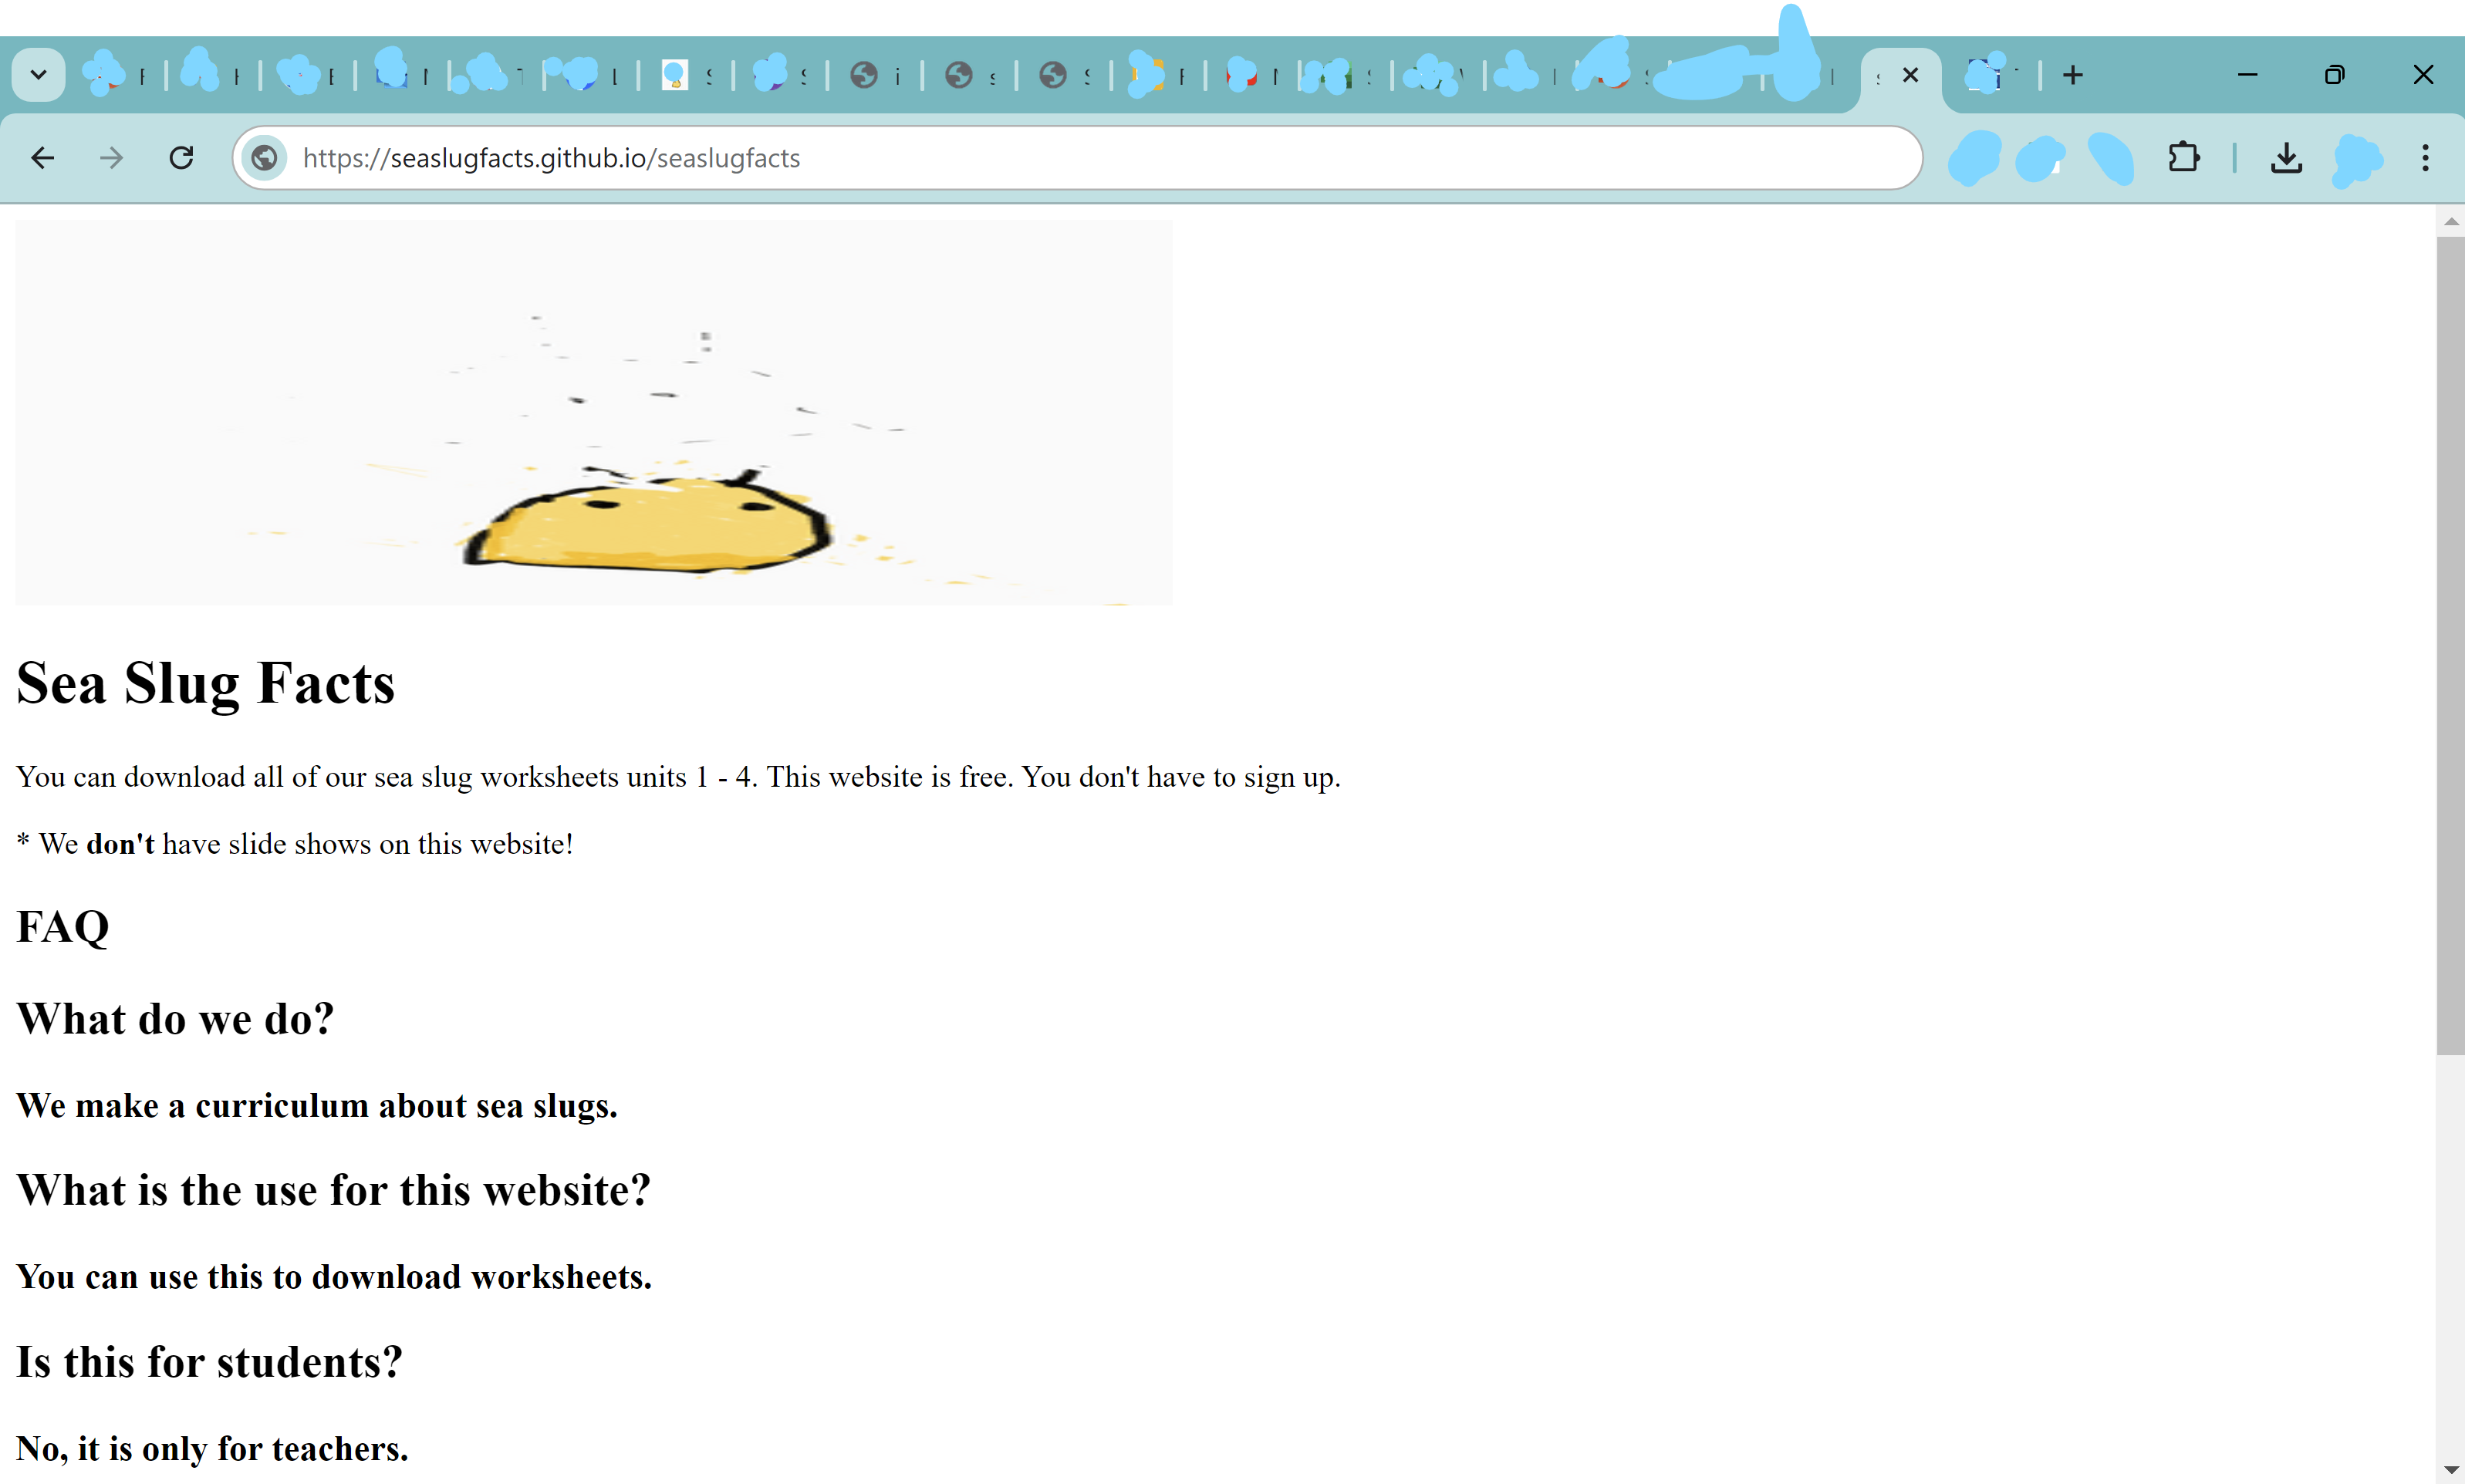 https://seaslugfacts.github.io/seaslugfacts
Sea Slug Facts
You can download all of our sea slug worksheets units 1 - 4. This website is free. You don't have to sign up.
* We don't have slide shows on this website!
FAQ
What do we do?
We make a curriculum about sea slugs.
What is the use for this website?
You can use this to download worksheets.
Is this for students?
No, it is only for teachers.